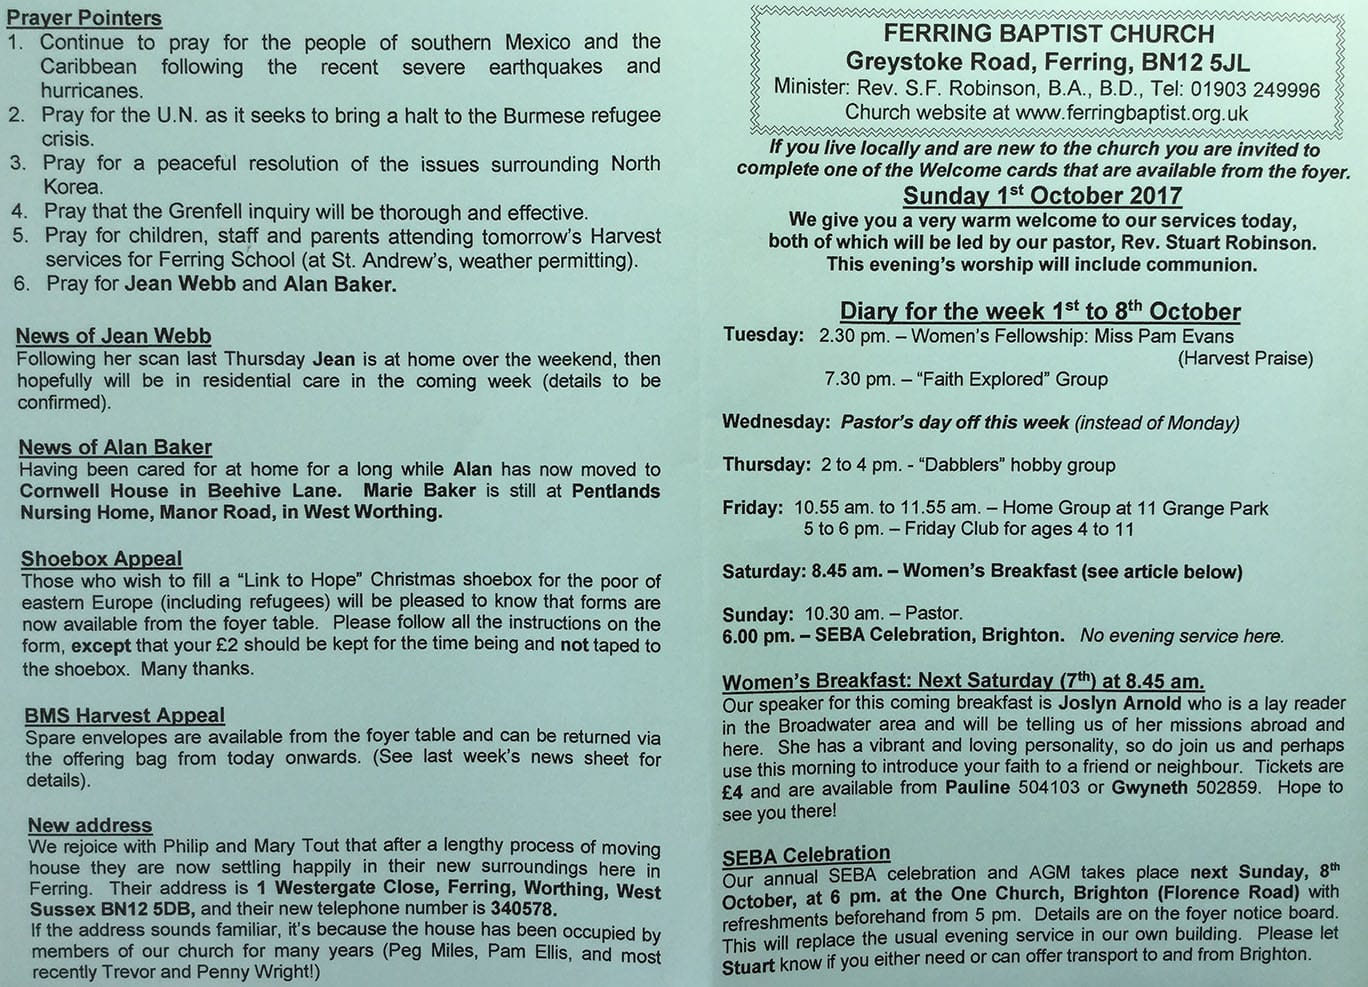 Prayer Pointers
1. Continue to pray for the people of southern Mexico and the
Caribbean following the recent severe earthquakes and
hurricanes.
2. Pray for the U.N. as it seeks to bring a halt to the Burmese refugee
crisis.
3. Pray for a peaceful resolution of the issues surrounding North
Korea.
4. Pray that the Grenfell inquiry will be thorough and effective.
5. Pray for children, staff and parents attending tomorrow's Harvest
services for Ferring School (at St. Andrew's, weather permitting).
6. Pray for Jean Webb and Alan Baker.
News of Jean Webb
Following her scan last Thursday Jean is at home over the weekend, then
hopefully will be in residential care in the coming week (details to be
confirmed).
News of Alan Baker
Having been cared for at home for a long while Alan has now moved to
Cornwell House in Beehive Lane. Marie Baker is still at Pentlands
Nursing Home, Manor Road, in West Worthing.
Shoebox Appeal
Those who wish to fill a "Link to Hope" Christmas shoebox for the poor of
eastern Europe (including refugees) will be pleased to know that forms are
now available from the foyer table. Please follow all the instructions on the
form, except that your £2 should be kept for the time being and not taped to
the shoebox. Many thanks.
BMS Harvest Appeal
Spare envelopes are available from the foyer table and can be returned via
the offering bag from today onwards. (See last week's news sheet for
details).
New address
We rejoice with Philip and Mary Tout that after a lengthy process of moving
house they are now settling happily in their new surroundings here in
Ferring. Their address is 1 Westergate Close, Ferring, Worthing, West
Sussex BN12 5DB, and their new telephone number is 340578.
If the address sounds familiar, it's because the house has been occupied by
members of our church for many years (Peg Miles, Pam Ellis, and most
recently Trevor and Penny Wright!)
FERRING BAPTIST CHURCH
Greystoke Road, Ferring, BN12 5JL
Minister: Rev. S.F. Robinson, B.A., B.D., Tel: 01903 249996
Church website at www.ferringbaptist.org.uk
If you live locally and are new to the church you are invited to
complete one of the Welcome cards that are available from the foyer.
Sunday 1st October 2017
We give you a very warm welcome to our services today,
both of which will be led by our pastor, Rev. Stuart Robinson.
This evening's worship will include communion.
Diary for the week 1st to 8th October
Tuesday: 2.30 pm. – Women's Fellowship: Miss Pam Evans
(Harvest Praise)
7.30 pm. – "Faith Explored" Group
Wednesday: Pastor's day off this week (instead of Monday)
Thursday: 2 to 4 pm. - "Dabblers" hobby group
Friday: 10.55 am. to 11.55 am. – Home Group at 11 Grange Park
5 to 6 pm. – Friday Club for ages 4 to 11
Saturday: 8.45 am. – Women's Breakfast (see article below)
Sunday: 10.30 am. – Pastor.
6.00 pm. – SEBA Celebration, Brighton. No evening service here.
Women's Breakfast: Next Saturday (7th) at 8.45 am.
Our speaker for this coming breakfast is Joslyn Arnold who is a lay reader
in the Broadwater area and will be telling us of her missions abroad and
here. She has a vibrant and loving personality, so do join us and perhaps
use this morning to introduce your faith to a friend or neighbour. Tickets are
£4 and are available from Pauline 504103 or Gwyneth 502859. Hope to
see you there!
SEBA Celebration
Our annual SEBA celebration and AGM takes place next Sunday, 8th
October, at 6 pm. at the One Church, Brighton (Florence Road) with
refreshments beforehand from 5 pm. Details are on the foyer notice board.
This will replace the usual evening service in our own building. Please let
Stuart know if you either need or can offer transport to and from Brighton.